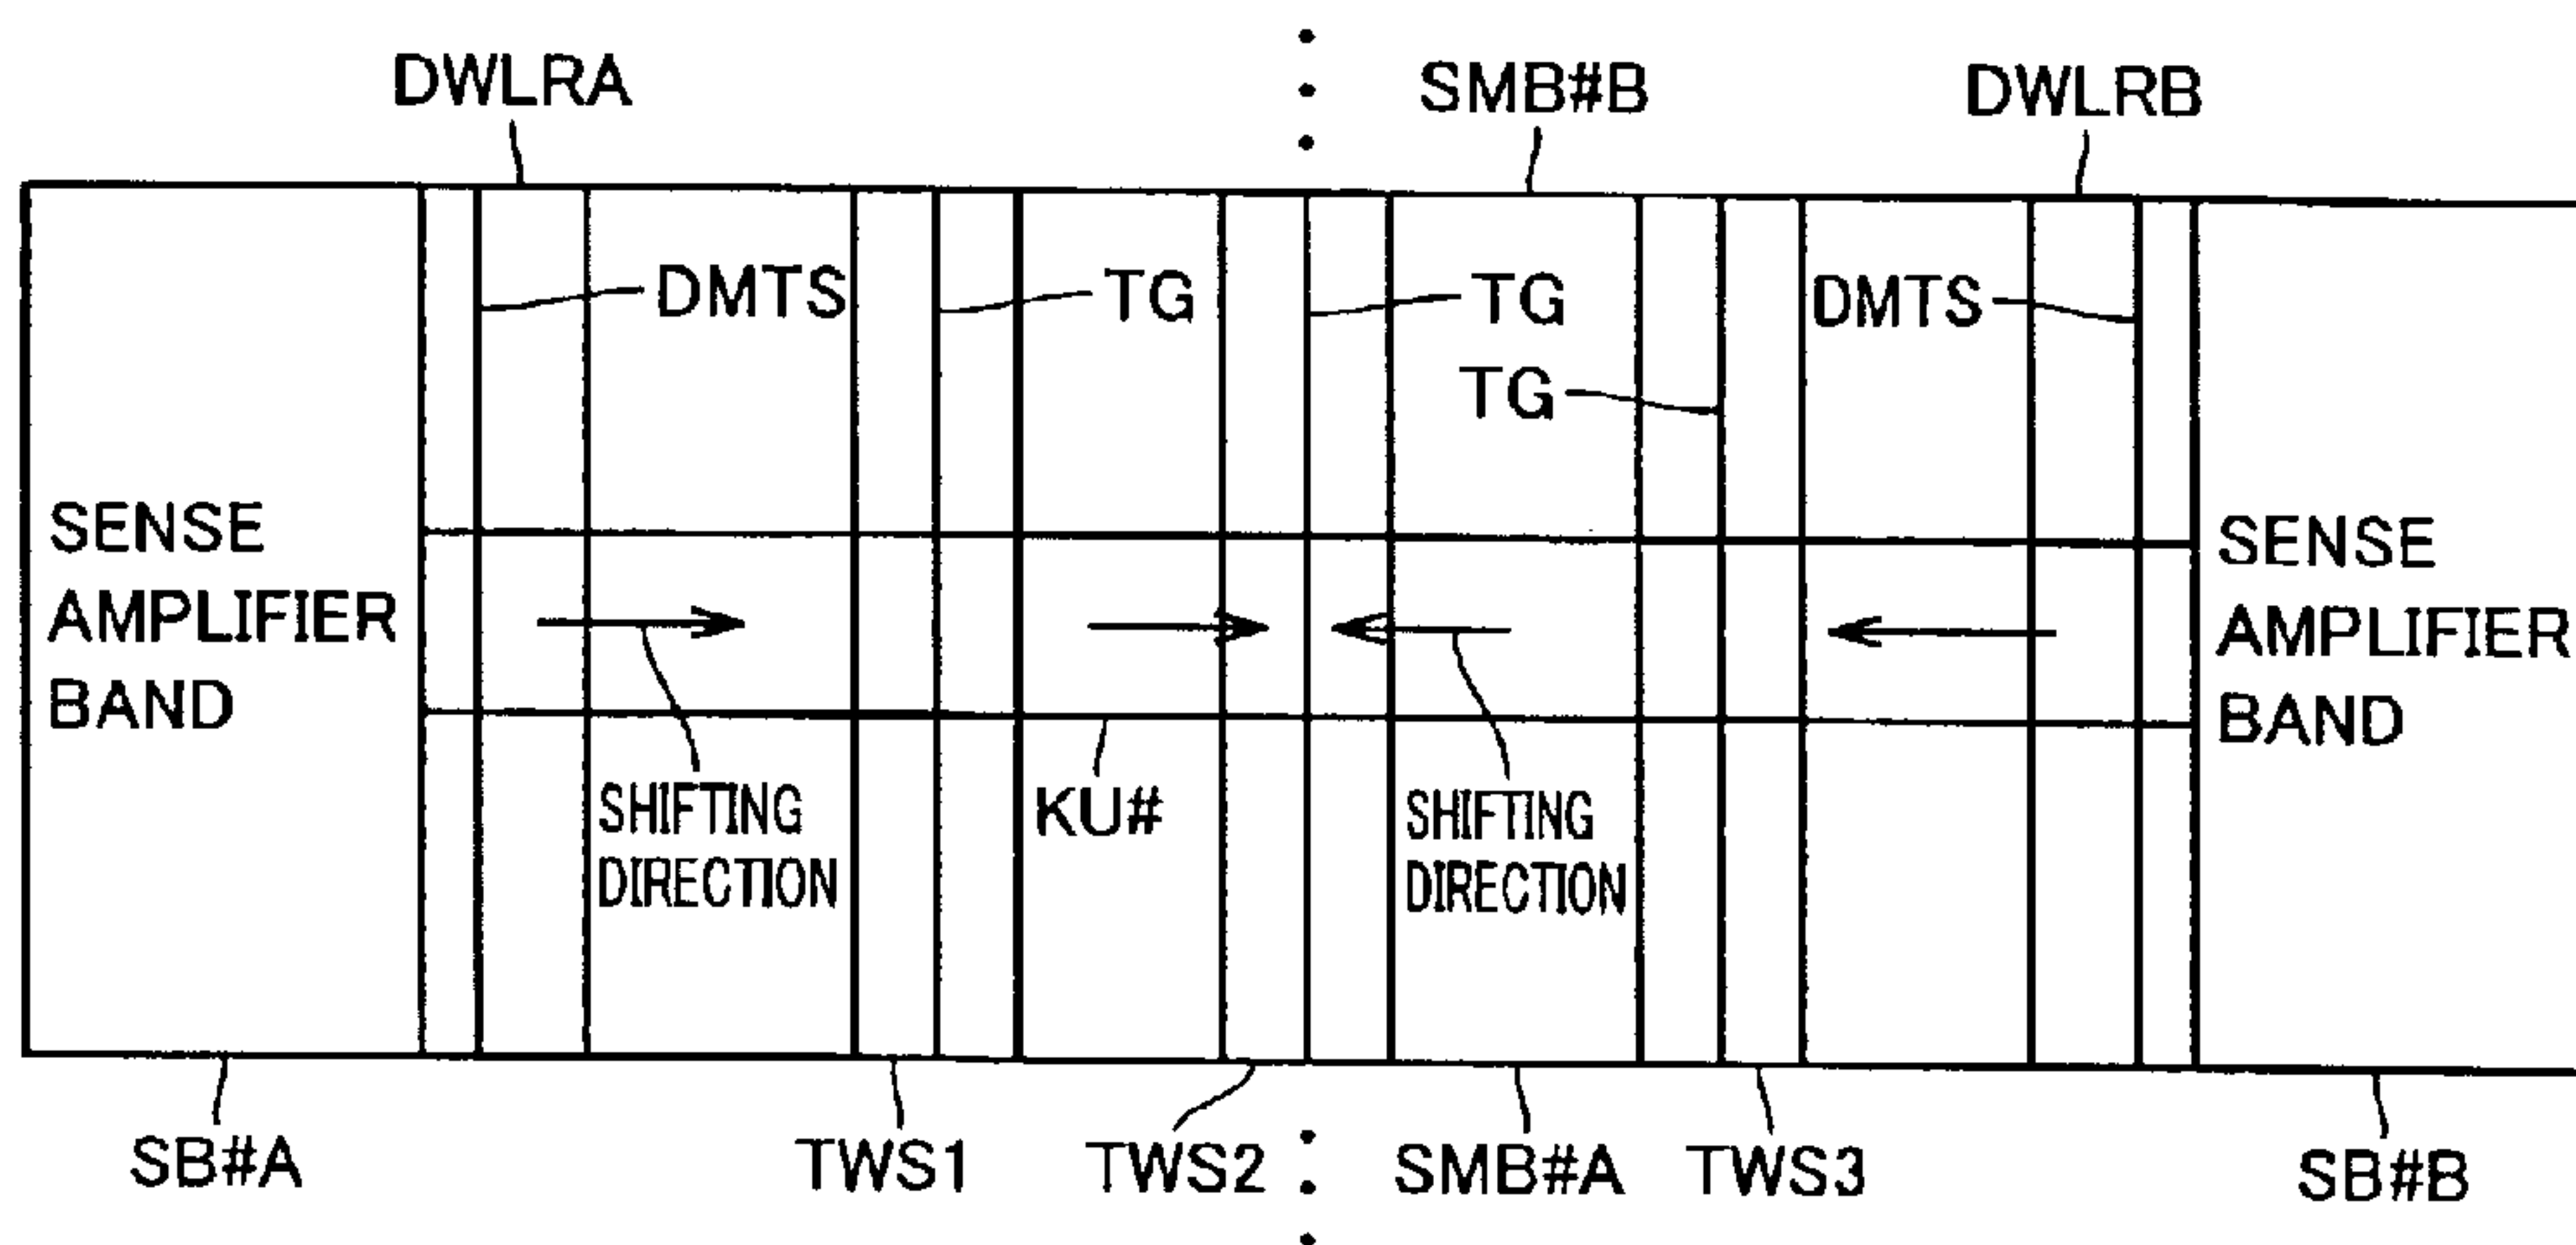 DWLRA
SMB#B
DWLRB
DMTS
TG
TG
DMTS
TG
SENSE
AMPLIFIER
BAND
SENSE
AMPLIFIER
BAND
SHIFTING
DIRECTION
KU#
SHIFTING
DIRECTION
SB#A
TWS1
TWS2
SMB#A
TWS3
SB#B